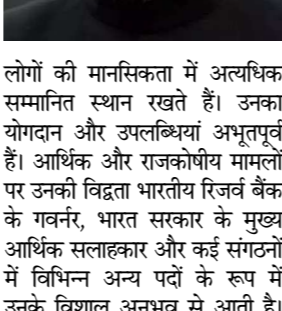 लोगों की मानसिकता में अत्यधिक
सम्मानित स्थान रखते हैं। उनका
योगदान और उपलब्धियां अभूतपूर्व
हैं। आर्थिक और राजकोषीय मामलों
पर उनकी विद्वता भारतीय रिजर्व बैंक
के गवर्नर, भारत सरकार के मुख्य
आर्थिक सलाहकार और कई संगठनों
में विभिन्न अन्य पदों के रूप में
उनके विशाल अनुभव से आती है।